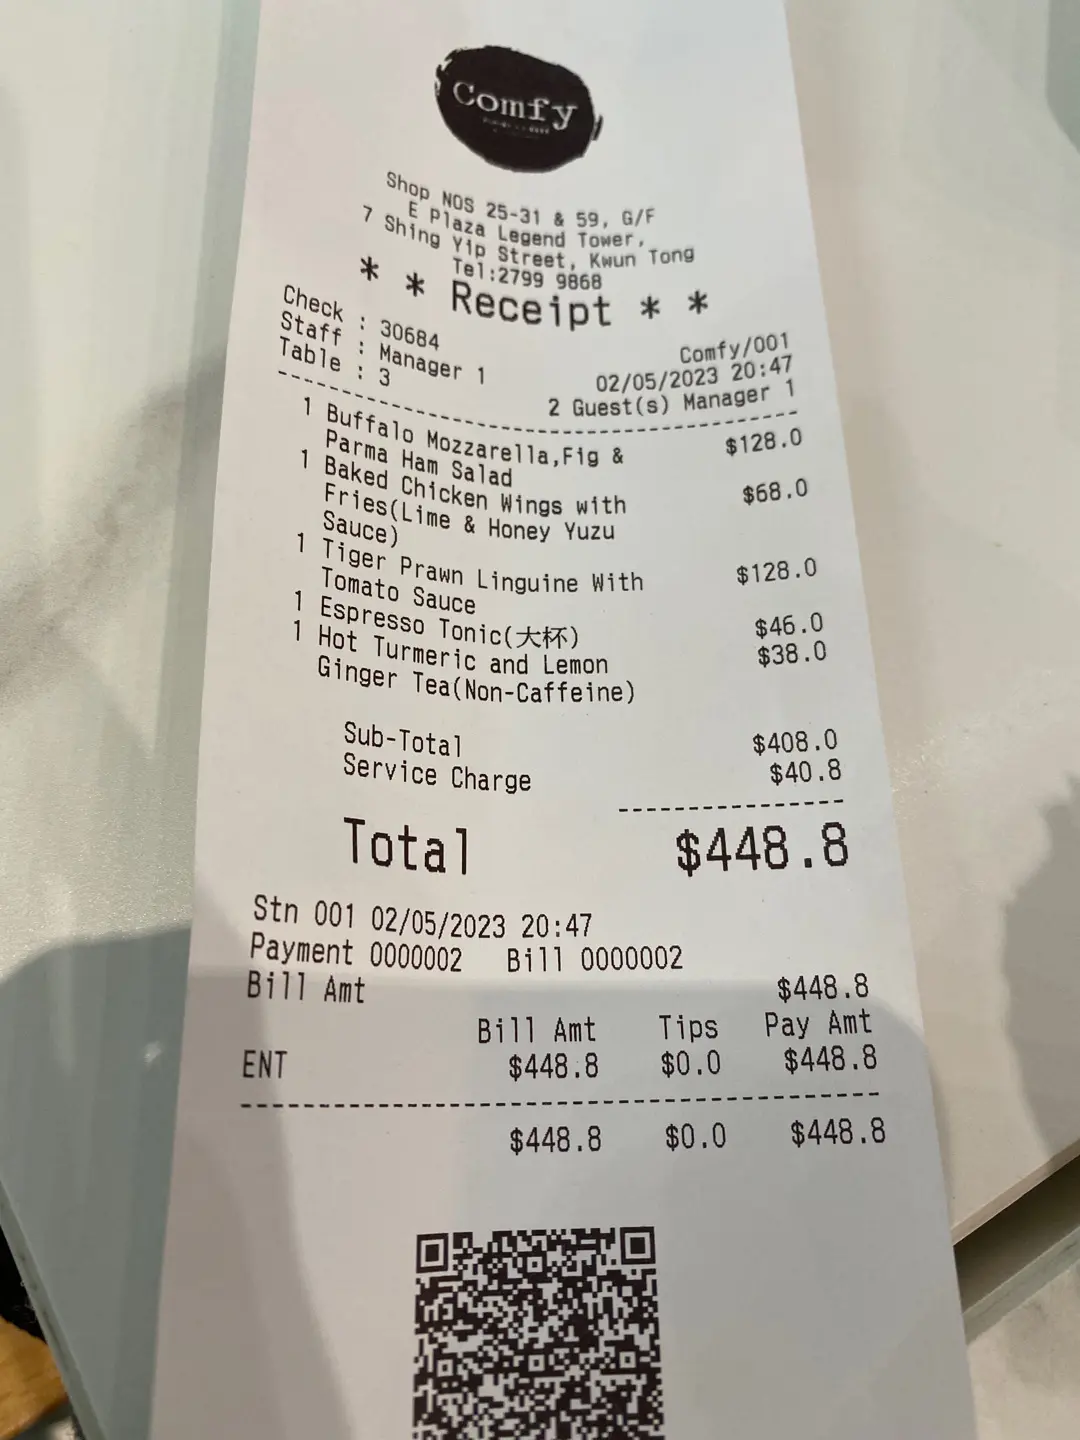 Comfy
Shop NOS 25-31 & 59, G/F
E Plaza Legend Tower,
7 Shing Yip Street, Kwun Tong
Tel:2799 9868
* * Receipt * *
Check : 30684
Comfy/001
Staff : Manager 1
02/05/2023 20:47
Table : 3
2 Guest(s) Manager 1
1 Buffalo Mozzarella,Fig & $128.0
Parma Ham Salad
1 Baked Chicken Wings with $68.0
Fries(Lime & Honey Yuzu
Sauce)
1 Tiger Prawn Linguine With $128.0
Tomato Sauce
1 Espresso Tonic(大杯) $46.0
1 Hot Turmeric and Lemon $38.0
Ginger Tea(Non-Caffeine)
Sub-Total $408.0
Service Charge $40.8
Total $448.8
Stn 001 02/05/2023 20:47
Payment 0000002 Bill 0000002
Bill Amt $448.8
Bill Amt Tips Pay Amt
ENT $448.8 $0.0 $448.8
$448.8 $0.0 $448.8